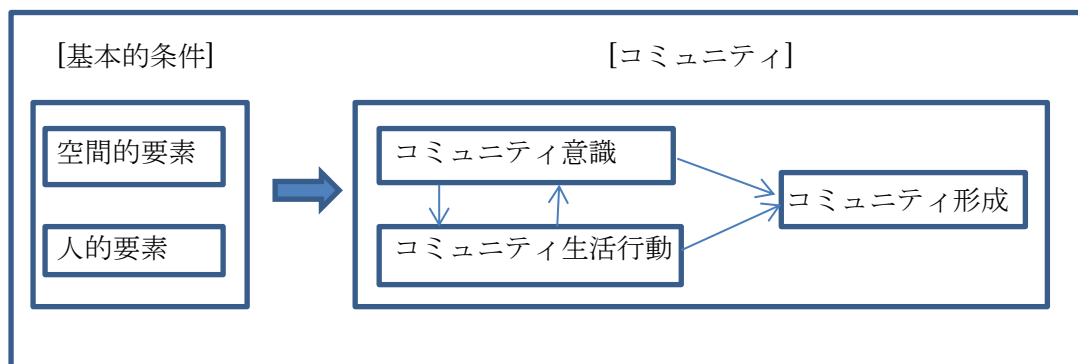 [基本的条件]
[コミュニティ]
空間的要素
人的要素
コミュニティ意識
コミュニティ生活行動
コミュニティ形成